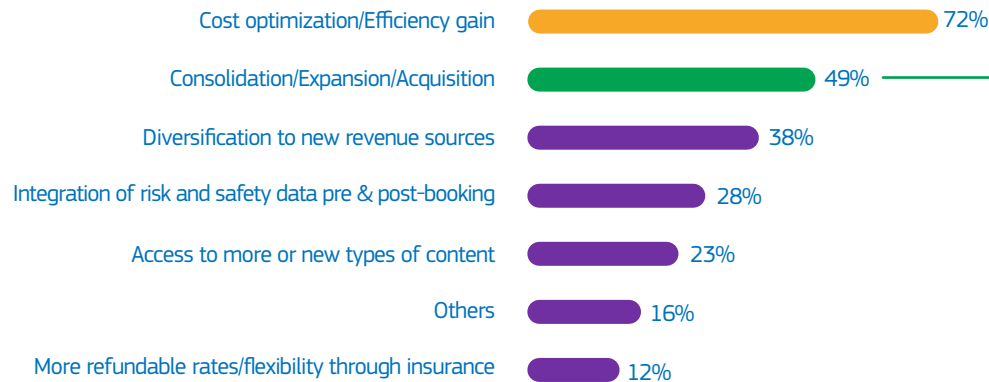 Cost optimization/Efficiency gain 72%
Consolidation/Expansion/Acquisition 49%
Diversification to new revenue sources 38%
Integration of risk and safety data pre & post-booking 28%
Access to more or new types of content 23%
Others 16%
More refundable rates/flexibility through insurance 12%